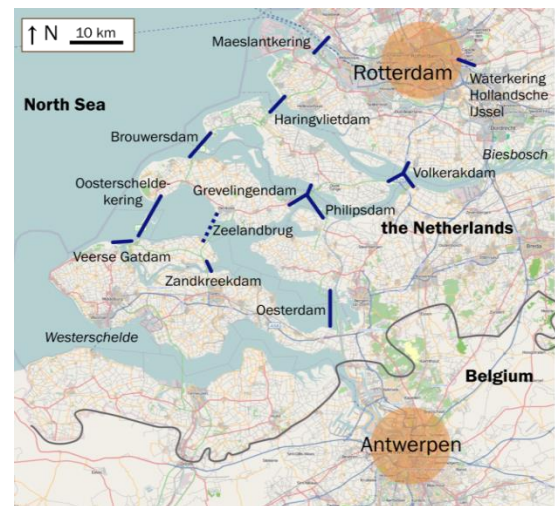 ↑ N 10 km
Maeslantkering
Rotterdam
Waterkering
Hollandsche
IJssel
North Sea
Haringvlietdam
Brouwersdam
Biesbosch
Volkerakdam
Oosterschelde-
kering
Grevelingendam
Philipsdam
the Netherlands
Zeelandbrug
Veerse Gatdam
Zandkreekdam
Oesterdam
Westerschelde
Belgium
Antwerpen